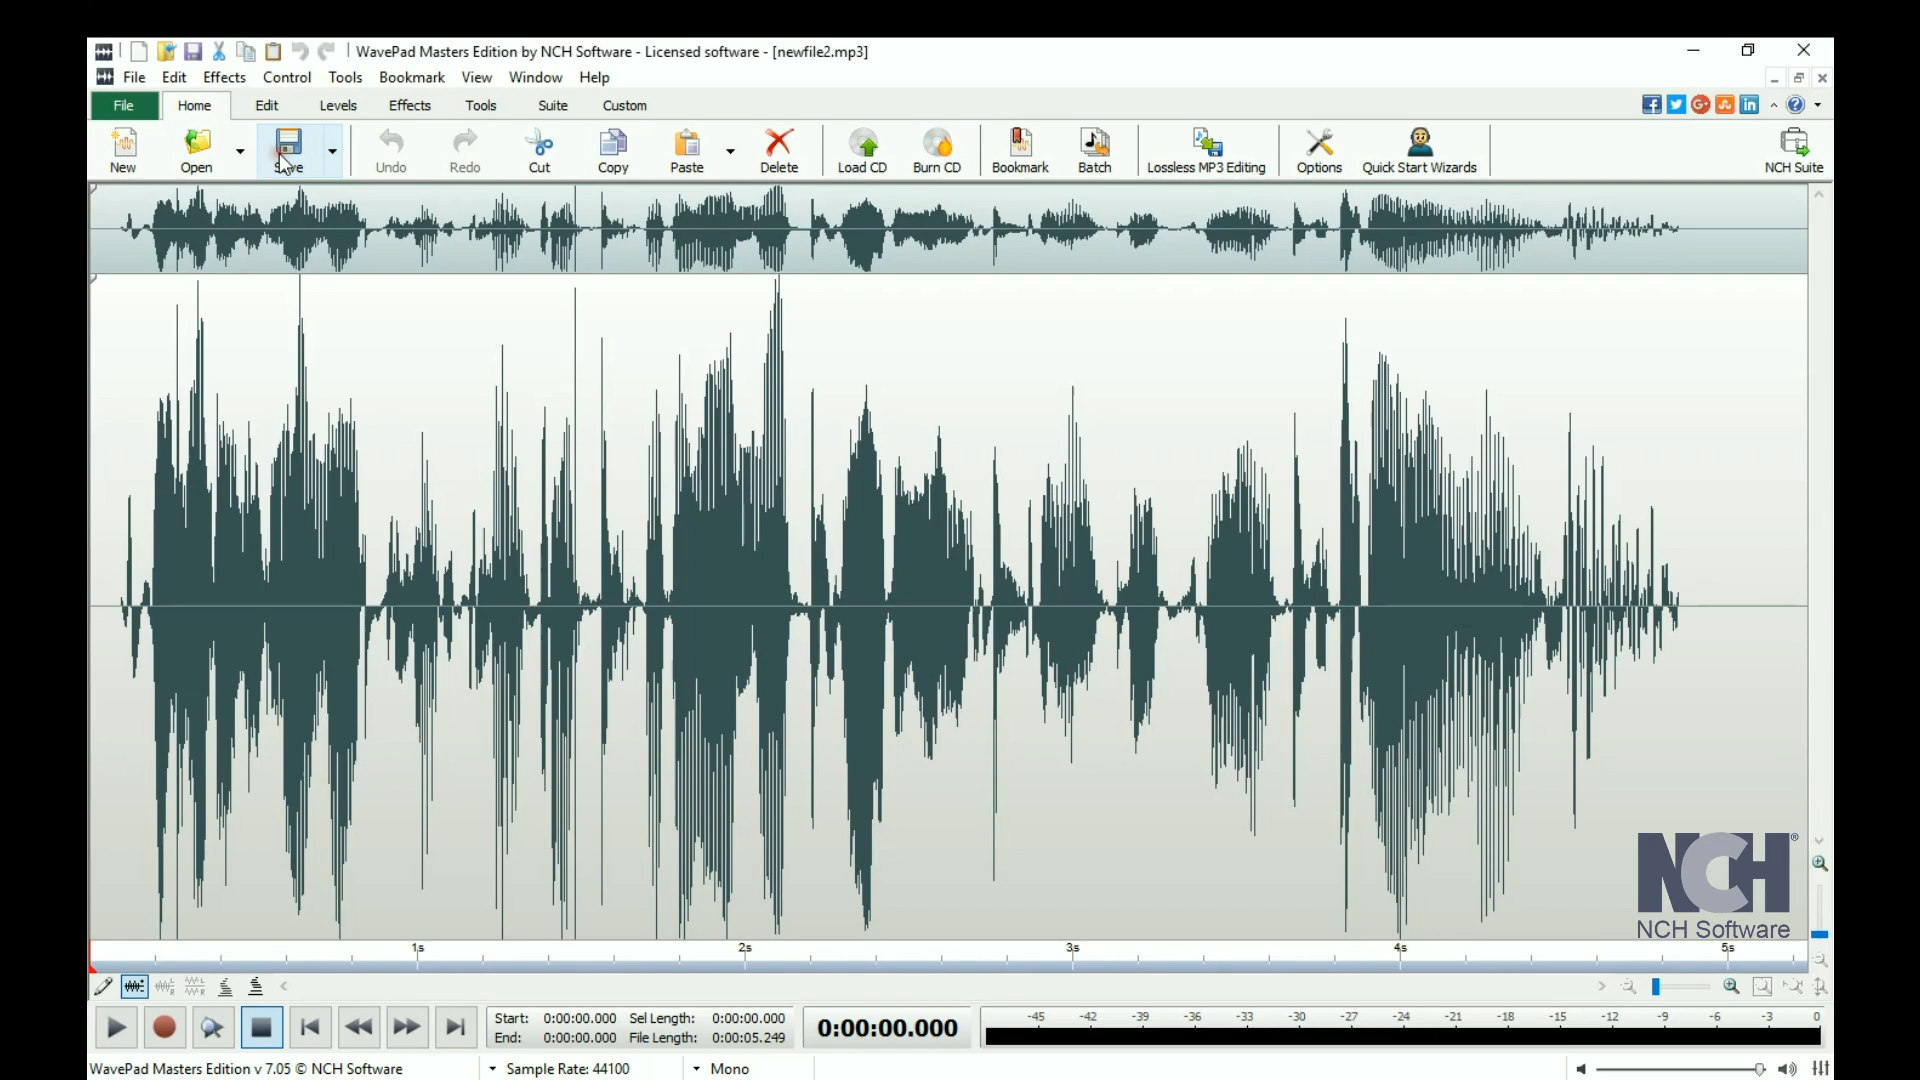 WavePad Masters Edition by NCH Software - Licensed software - [newfile2.mp3]
File Edit Effects Control Tools Bookmark View Window Help
File Home Edit Levels Effects Tools Suite Custom
New Open Save Undo Redo Cut Copy Paste Delete Load CD Burn CD Bookmark Batch Lossless MP3 Editing Options Quick Start Wizards NCH Suite
NCH®
NCH Software
1s 2s 3s 4s 5s
Start: 0:00:00.000 Sel Length: 0:00:00.000
End: 0:00:00.000 File Length: 0:00:05.249
0:00:00.000
-45 -42 -39 -36 -33 -30 -27 -24 -21 -18 -15 -12 -9 -6 -3 0
WavePad Masters Edition v 7.05 © NCH Software Sample Rate: 44100 Mono